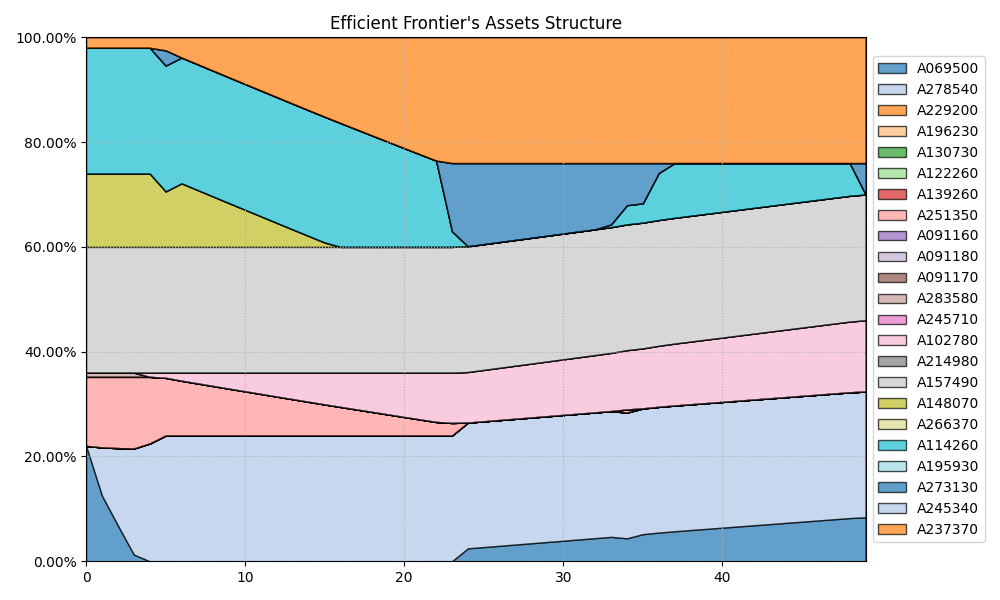 Efficient Frontier's Assets Structure
100.00%
80.00%
60.00%
40.00%
20.00%
0.00%
0
10
20
30
40
A069500
A278540
A229200
A196230
A130730
A122260
A139260
A251350
A091160
A091180
A091170
A283580
A245710
A102780
A214980
A157490
A148070
A266370
A114260
A195930
A273130
A245340
A237370